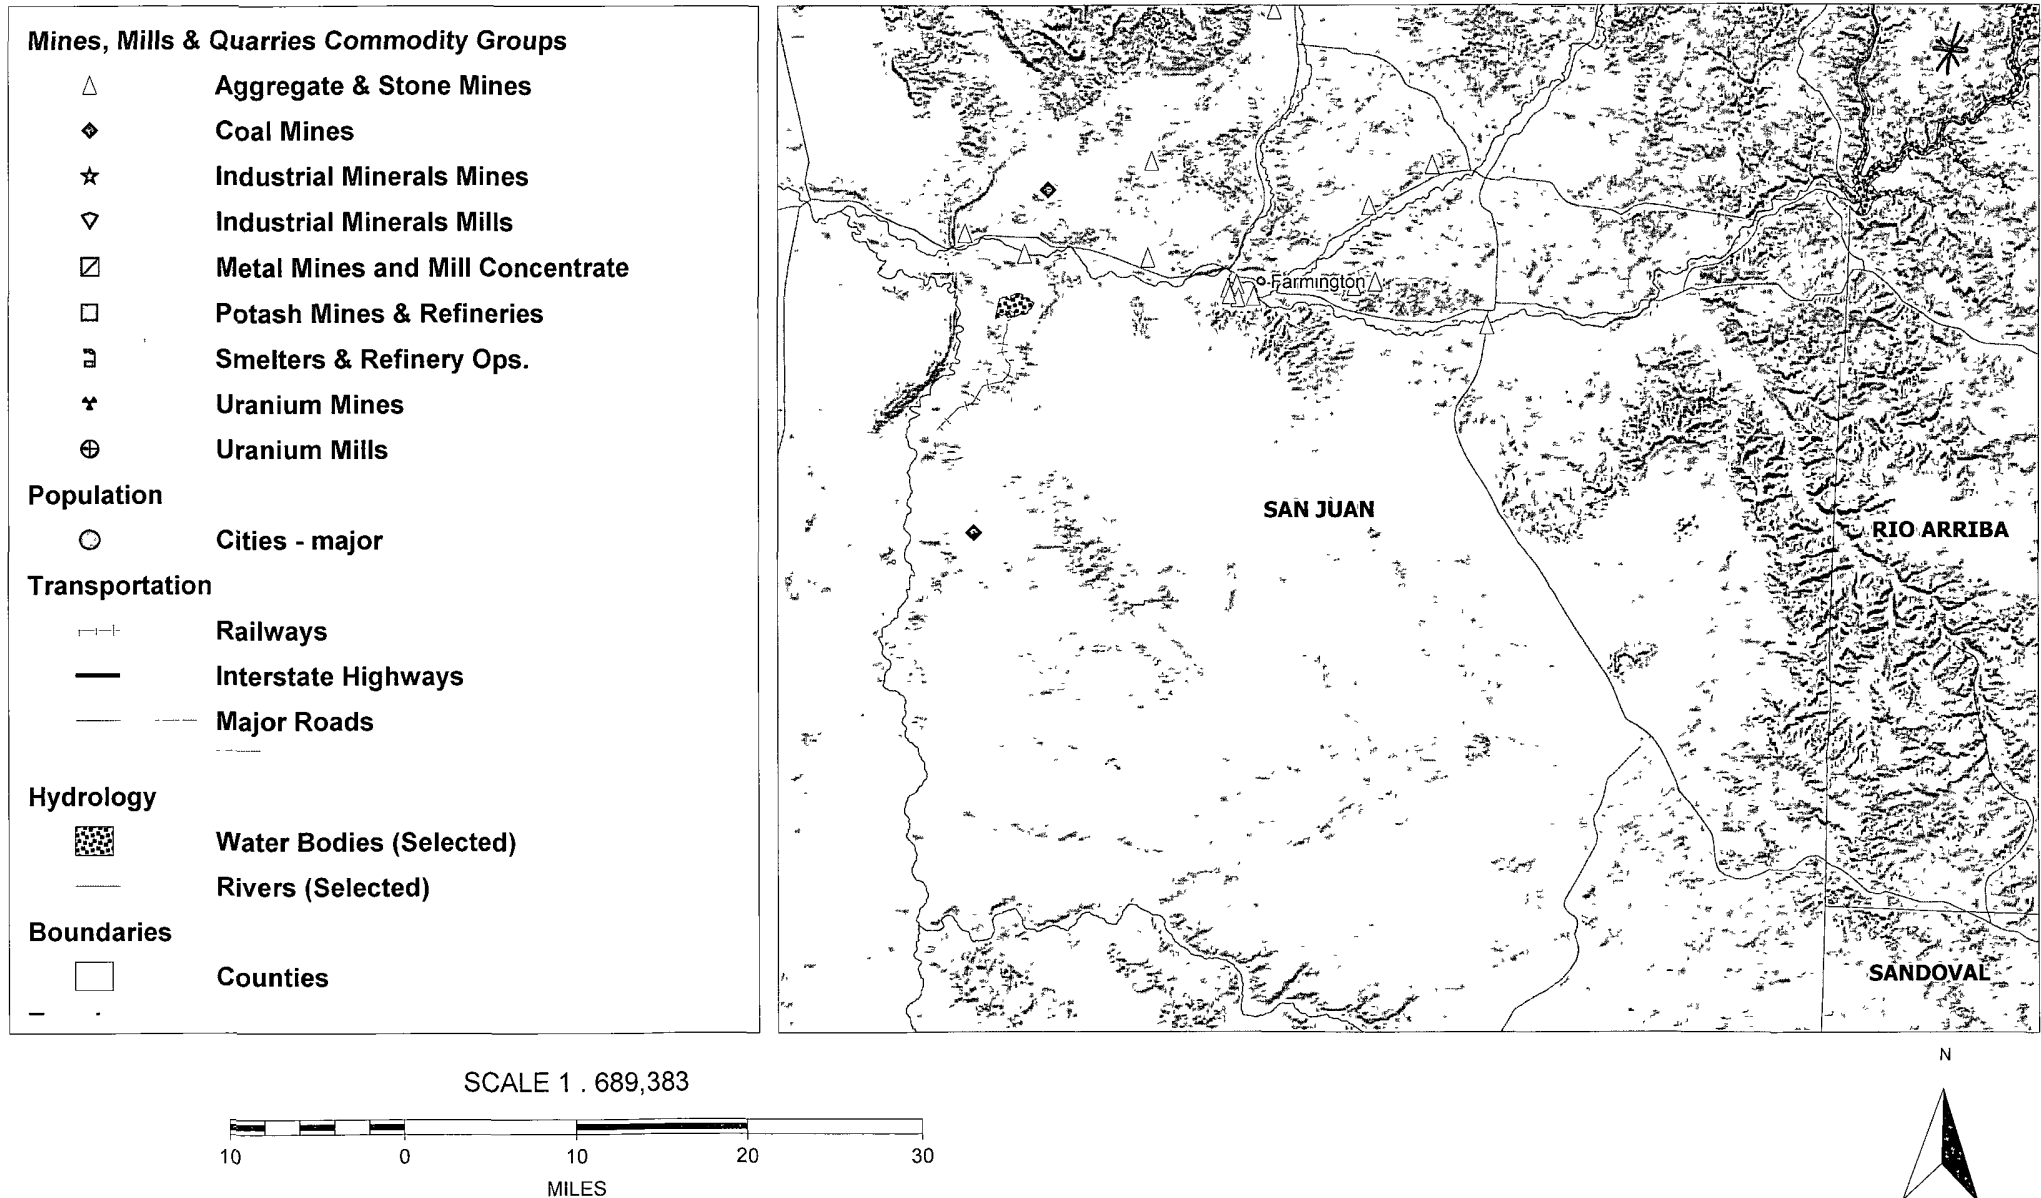 Mines, Mills & Quarries Commodity Groups
Aggregate & Stone Mines
Coal Mines
Industrial Minerals Mines
Industrial Minerals Mills
Metal Mines and Mill Concentrate
Potash Mines & Refineries
Smelters & Refinery Ops.
Uranium Mines
Uranium Mills
Population
Cities - major
Transportation
Railways
Interstate Highways
Major Roads
Hydrology
Water Bodies (Selected)
Rivers (Selected)
Boundaries
Counties
Farmington
SAN JUAN
RIO ARRIBA
SANDOVAL
SCALE 1 . 689,383
10 0 10 20 30
MILES
N